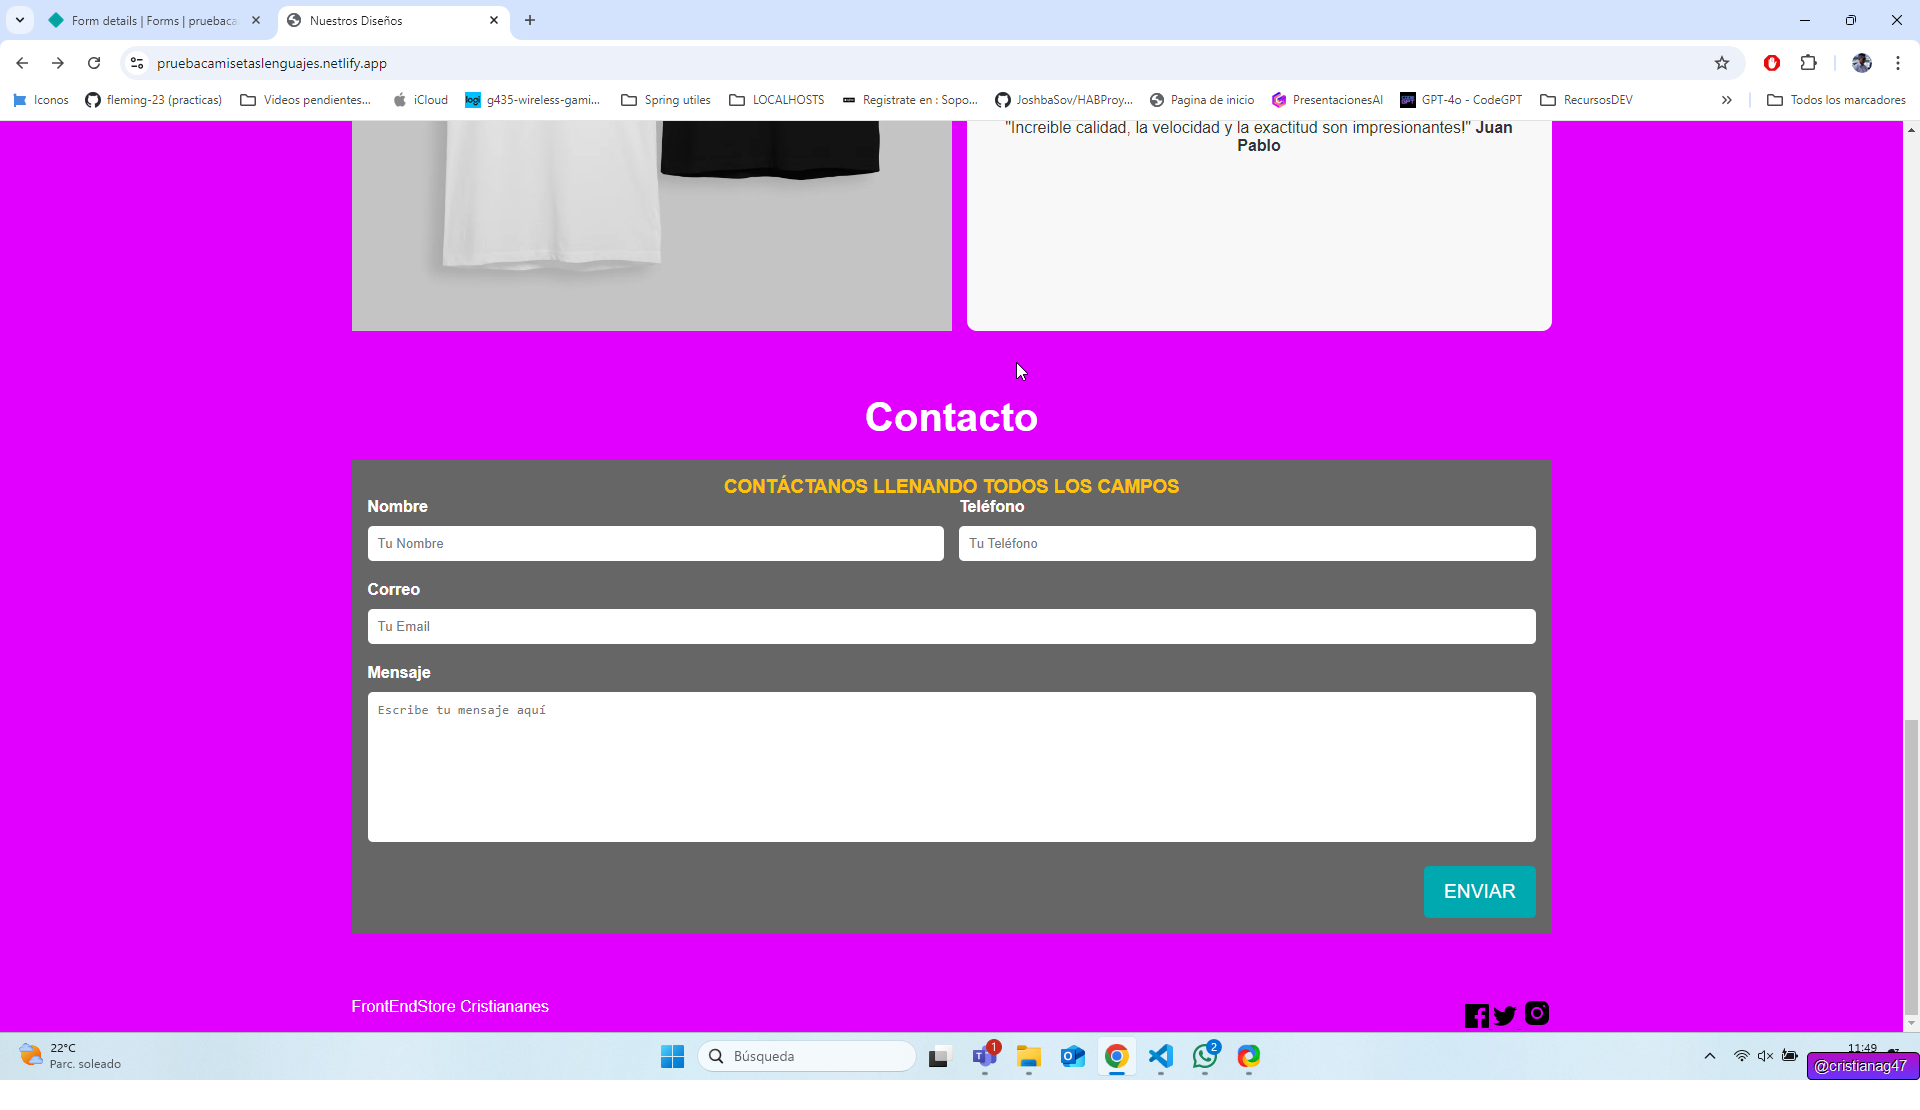 Form details | Forms | pruebaca
Nuestros Diseños
pruebacamisetaslenguajes.netlify.app
Iconos
fleming-23 (practicas)
Videos pendientes...
iCloud
logi g435-wireless-gami...
Spring utiles
LOCALHOSTS
Registrate en : Sopo...
JoshbaSov/HABProy...
Pagina de inicio
PresentacionesAI
GPT-4o - CodeGPT
RecursosDEV
Todos los marcadores
"Increible calidad, la velocidad y la exactitud son impresionantes!" Juan
Pablo
Contacto
CONTÁCTANOS LLENANDO TODOS LOS CAMPOS
Nombre
Teléfono
Tu Nombre
Tu Teléfono
Correo
Tu Email
Mensaje
Escribe tu mensaje aquí
ENVIAR
FrontEndStore Cristiananes
22°C
Parc. soleado
Búsqueda
1
2
11:49
@cristianag47